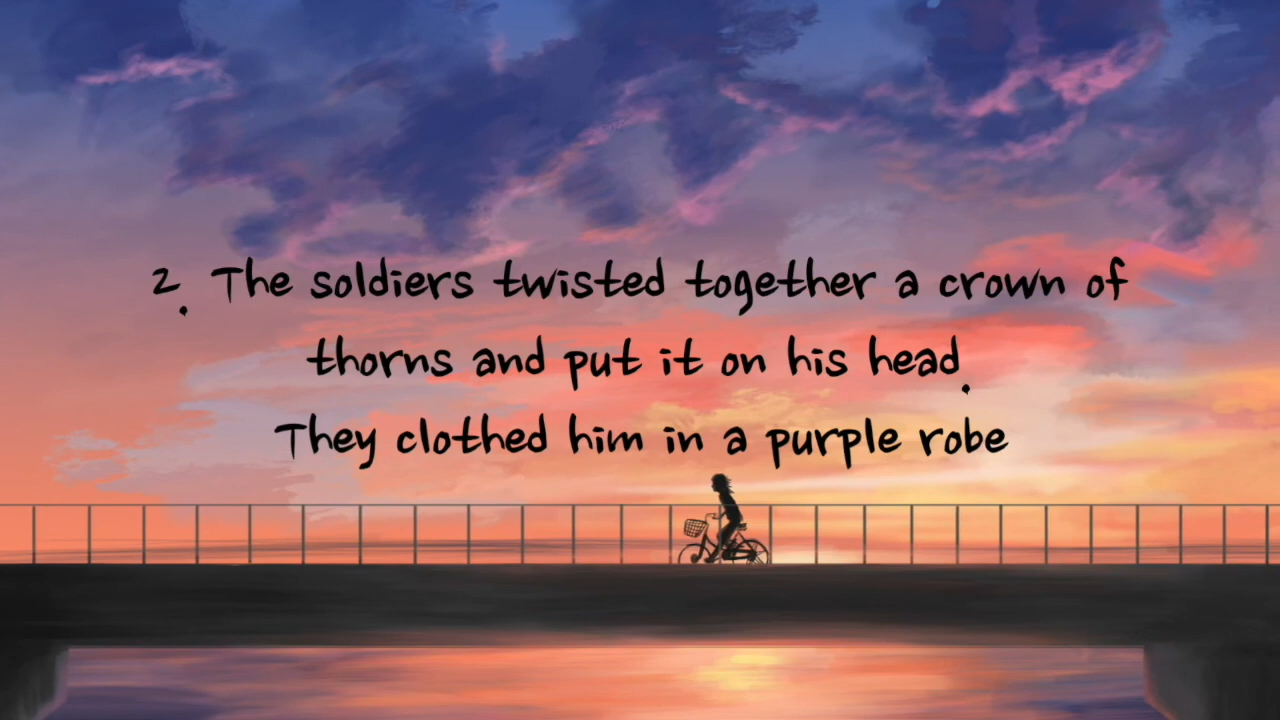 2. The soldiers twisted together a crown of
thorns and put it on his head.
They clothed him in a purple robe